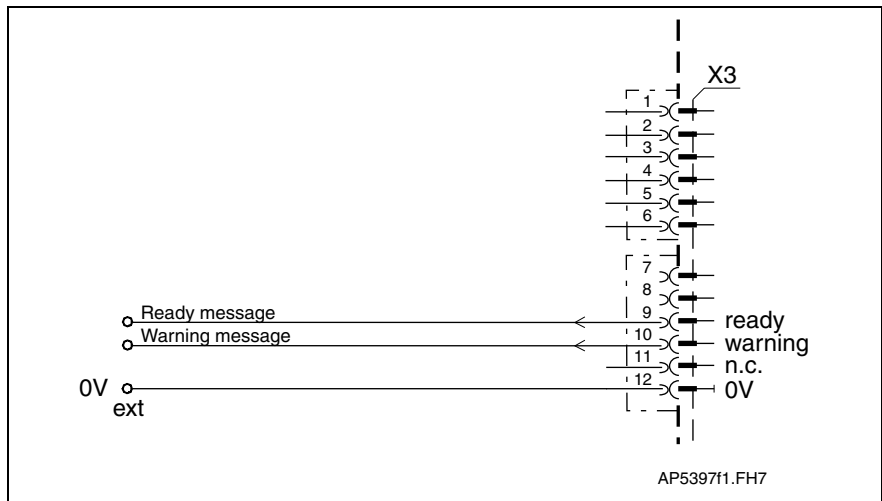 X3
1
2
3
4
5
6
7
8
Ready message
9
ready
Warning message
10
warning
11
n.c.
0V
12
0V
ext
AP5397f1.FH7